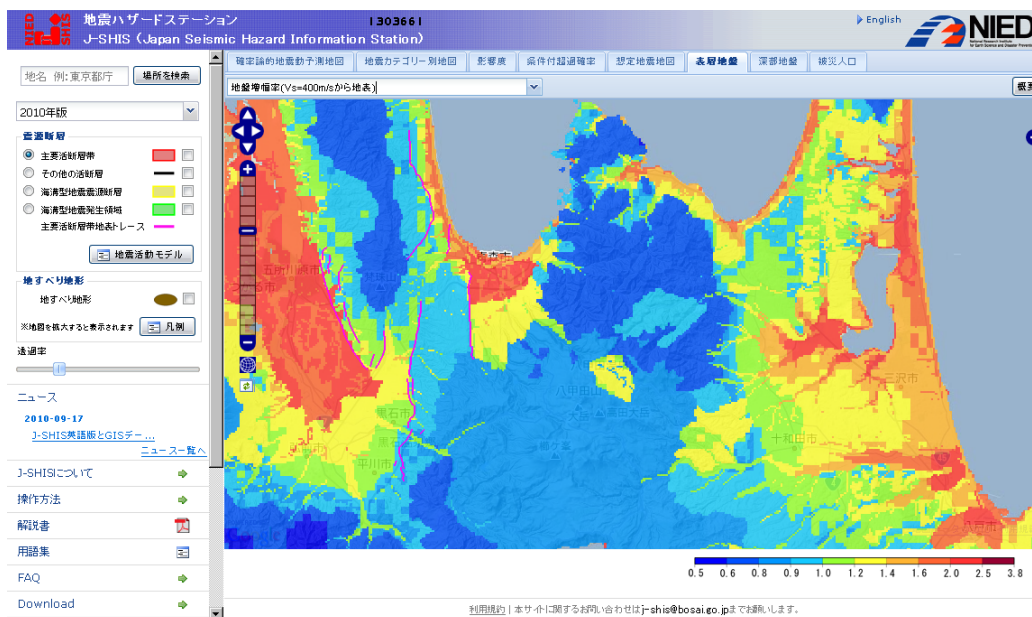 地震ハザードステーション
J-SHIS (Japan Seismic Hazard Information Station)
1303661
English
NIED
J-SHIS
NIED
確率論的地震動予測地図 地震カテゴリー別地図 影響度 条件付超過確率 想定地震地図 表層地盤 深部地盤 被災人口
地盤増幅率(Vs=400m/sから地表)
地名 例:東京都庁 場所を検索
2010年版
震源断層
主要活断層帯
その他の活断層
海溝型地震震源断層
海溝型地震発生領域
主要活断層帯地表トレース
地震活動モデル
地すべり地形
地すべり地形
※地図を拡大すると表示されます 凡例
透過率
ニュース
2010-09-17
J-SHIS英語版とGISデー...
ニュース一覧へ
J-SHISについて
操作方法
解説書
用語集
FAQ
Download
青森市
五所川原市
黒石市
平川市
八甲田山
十和田市
三沢市
八戸市
0.5 0.6 0.8 0.9 1.0 1.2 1.4 1.6 2.0 2.5 3.8
利用規約 | 本サイトに関するお問い合わせはj-shis@bosai.go.jpまでお願いします。